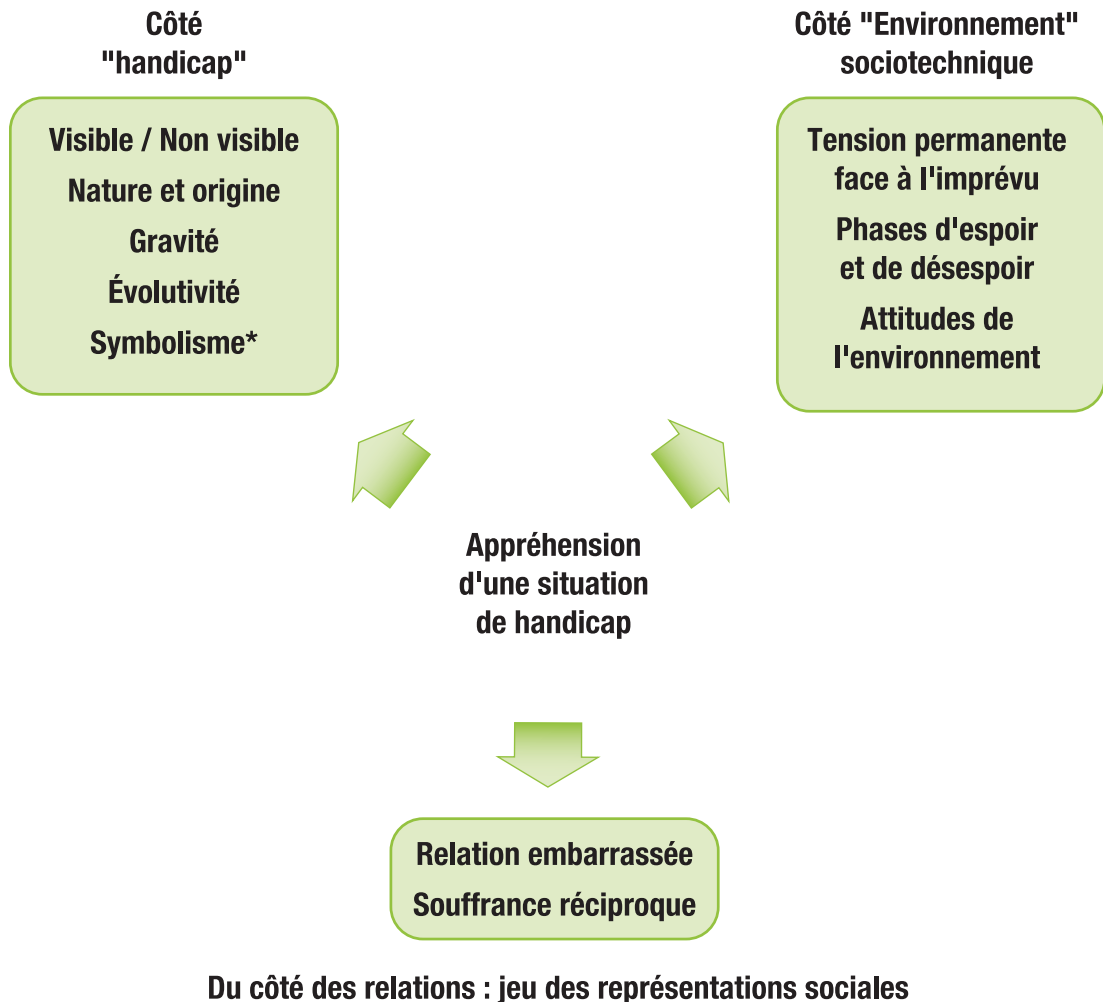 Côté
"handicap"
Visible / Non visible
Nature et origine
Gravité
Évolutivité
Symbolisme*
Côté "Environnement"
sociotechnique
Tension permanente
face à l'imprévu
Phases d'espoir
et de désespoir
Attitudes de
l'environnement
Appréhension
d'une situation
de handicap
Relation embarrassée
Souffrance réciproque
Du côté des relations : jeu des représentations sociales